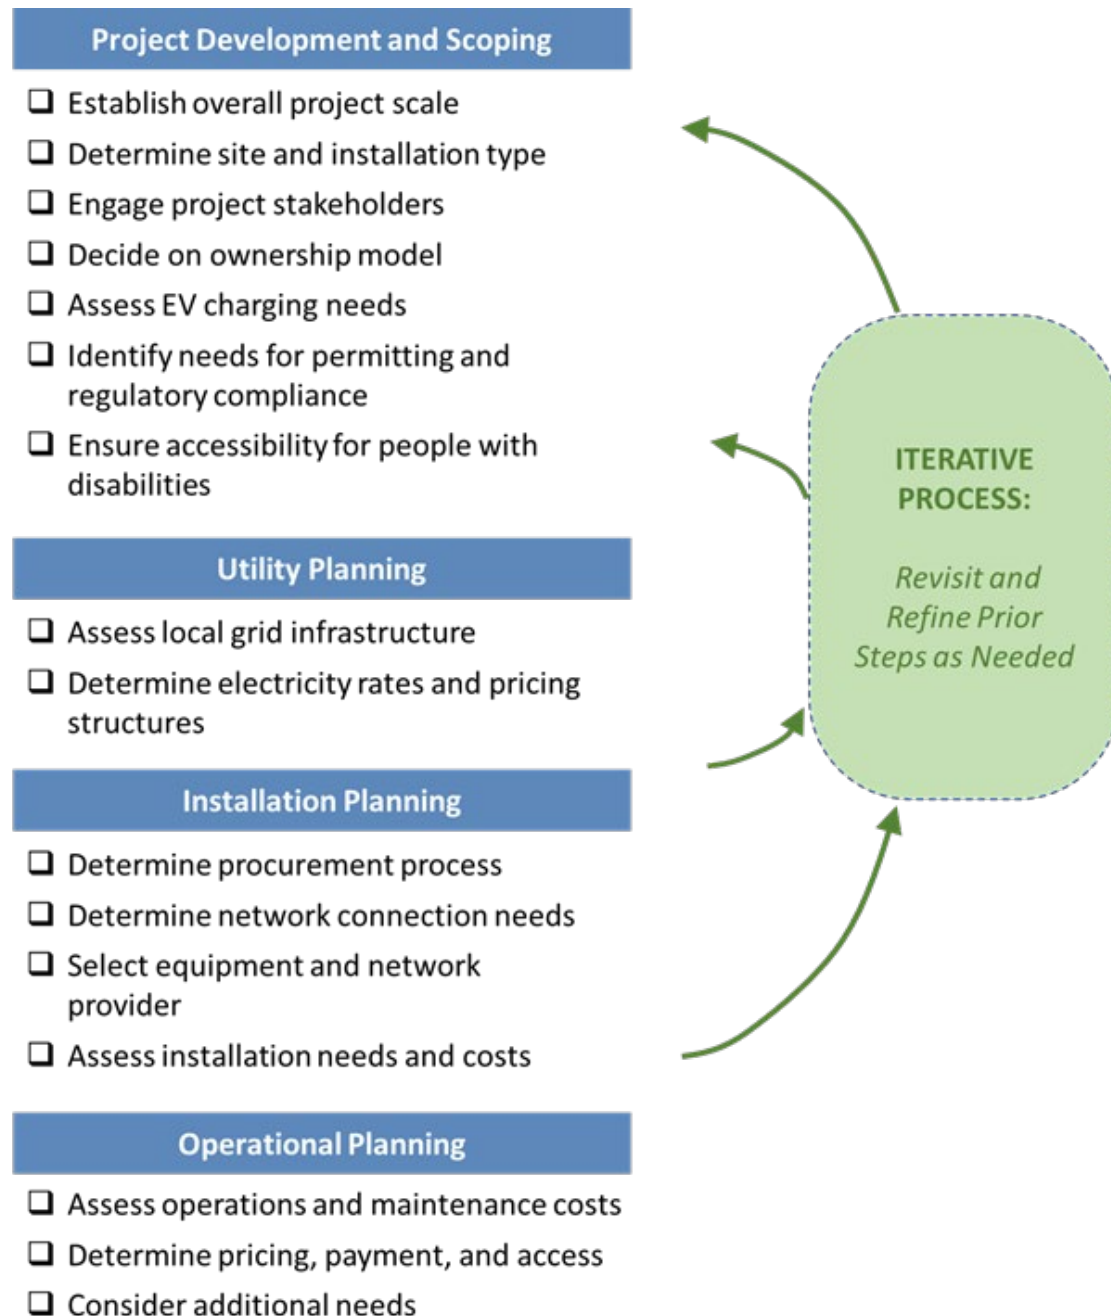 Project Development and Scoping
Establish overall project scale
Determine site and installation type
Engage project stakeholders
Decide on ownership model
Assess EV charging needs
Identify needs for permitting and
regulatory compliance
Ensure accessibility for people with
disabilities
Utility Planning
Assess local grid infrastructure
Determine electricity rates and pricing
structures
Installation Planning
Determine procurement process
Determine network connection needs
Select equipment and network
provider
Assess installation needs and costs
Operational Planning
Assess operations and maintenance costs
Determine pricing, payment, and access
Consider additional needs
ITERATIVE
PROCESS:
Revisit and
Refine Prior
Steps as Needed